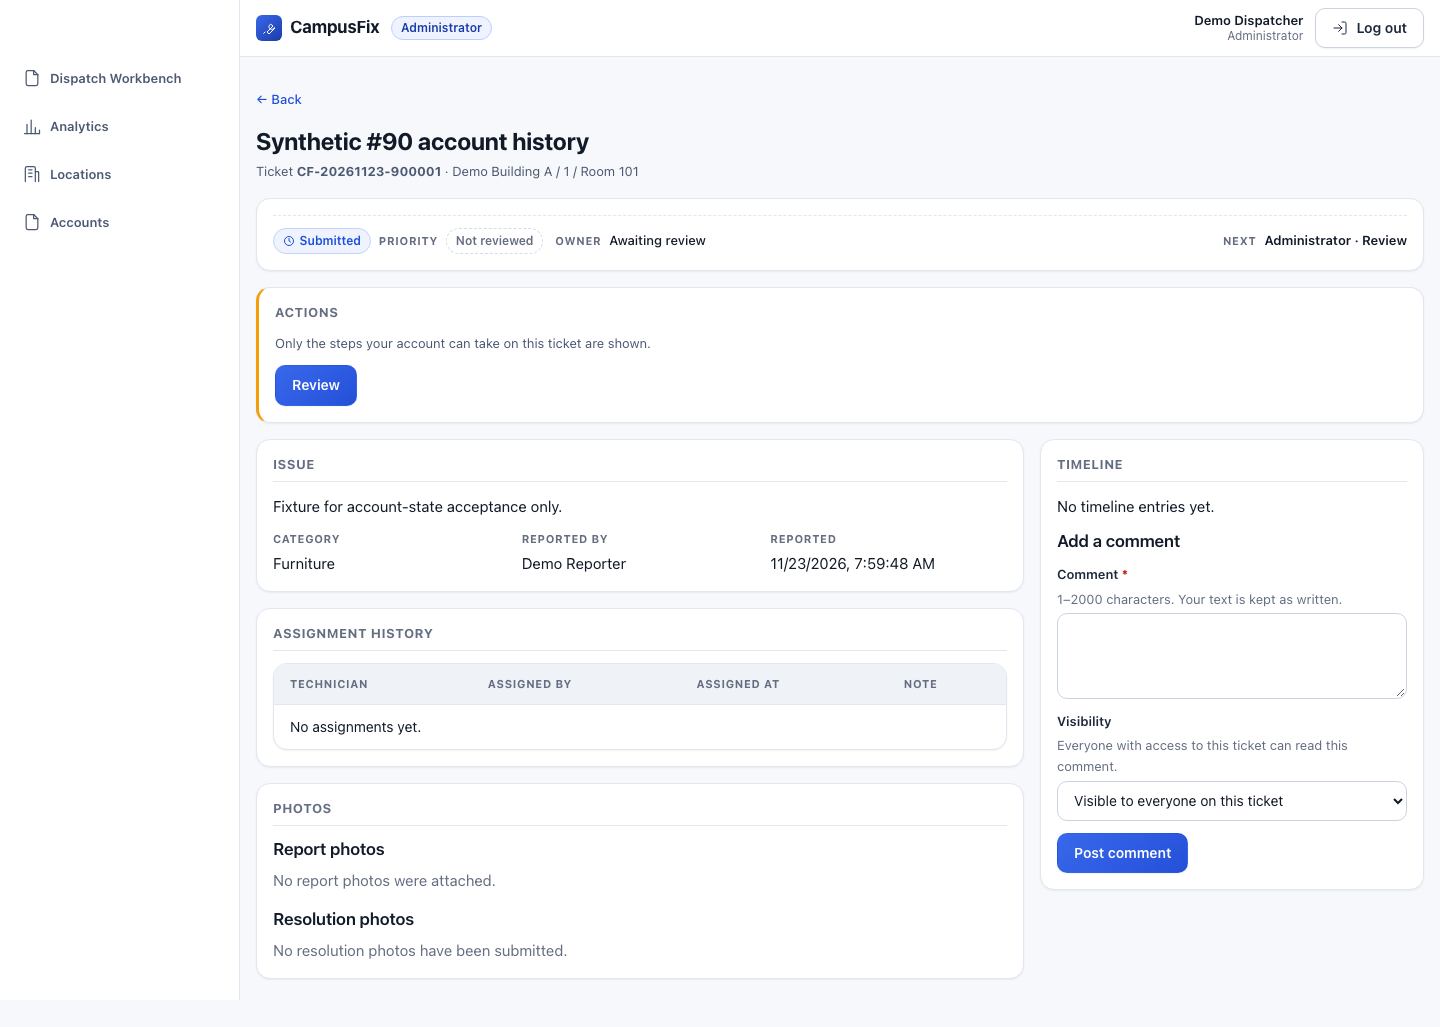 CampusFix
Administrator
Demo Dispatcher
Administrator
Log out
Dispatch Workbench
Analytics
Locations
Accounts
← Back
Synthetic #90 account history
Ticket CF-20261123-900001 · Demo Building A / 1 / Room 101
Submitted
PRIORITY
Not reviewed
OWNER
Awaiting review
NEXT
Administrator · Review
ACTIONS
Only the steps your account can take on this ticket are shown.
Review
ISSUE
Fixture for account-state acceptance only.
CATEGORY
REPORTED BY
REPORTED
Furniture
Demo Reporter
11/23/2026, 7:59:48 AM
ASSIGNMENT HISTORY
TECHNICIAN
ASSIGNED BY
ASSIGNED AT
NOTE
No assignments yet.
PHOTOS
Report photos
No report photos were attached.
Resolution photos
No resolution photos have been submitted.
TIMELINE
No timeline entries yet.
Add a comment
Comment *
1–2000 characters. Your text is kept as written.
Visibility
Everyone with access to this ticket can read this
comment.
Visible to everyone on this ticket
Post comment